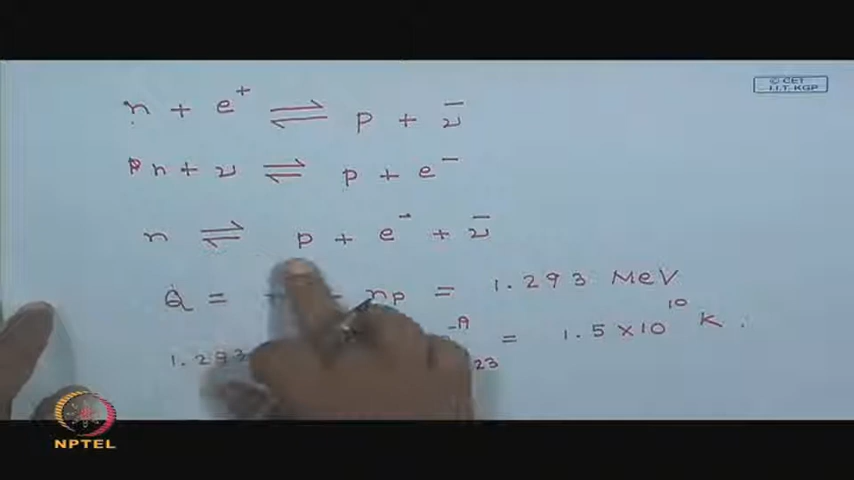 © CET
I.I.T. KGP
n + e⁺ ⇌ p + ν̄
n + ν ⇌ p + e⁻
n ⇌ p + e⁻ + ν̄
Q = - mp = 1.293 MeV
1.293 23 = 1.5 × 10¹⁰ K.
NPTEL